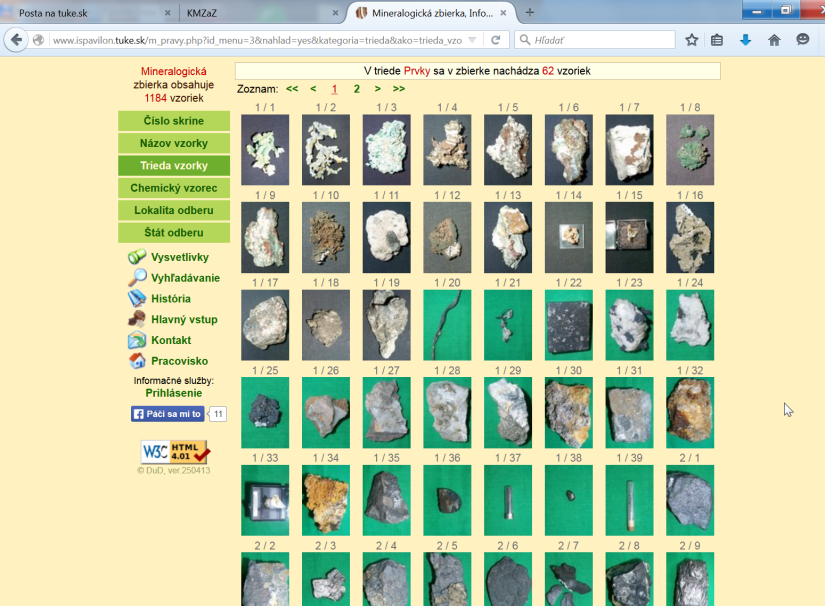 Posta na tuke.sk × KMZaZ × Mineralogická zbierka, Info... × +
www.ispavilon.tuke.sk/m_pravy.php?id_menu=3&nahlad=yes&kategoria=trieda&ako=trieda_vzo
Hľadať
Mineralogická
zbierka obsahuje
1184 vzoriek
Číslo skrine
Názov vzorky
Trieda vzorky
Chemický vzorec
Lokalita odberu
Štát odberu
Vysvetlivky
Vyhľadávanie
História
Hlavný vstup
Kontakt
Pracovisko
Informačné služby:
Prihlásenie
Páči sa mi to 11
W3C HTML 4.01
© DuD, ver.250413
V triede Prvky sa v zbierke nachádza 62 vzoriek
Zoznam: << < 1 2 > >>
1 / 1 1 / 2 1 / 3 1 / 4 1 / 5 1 / 6 1 / 7 1 / 8
1 / 9 1 / 10 1 / 11 1 / 12 1 / 13 1 / 14 1 / 15 1 / 16
1 / 17 1 / 18 1 / 19 1 / 20 1 / 21 1 / 22 1 / 23 1 / 24
1 / 25 1 / 26 1 / 27 1 / 28 1 / 29 1 / 30 1 / 31 1 / 32
1 / 33 1 / 34 1 / 35 1 / 36 1 / 37 1 / 38 1 / 39 2 / 1
2 / 2 2 / 3 2 / 4 2 / 5 2 / 6 2 / 7 2 / 8 2 / 9